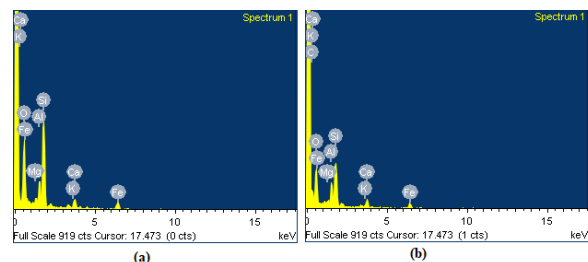 Spectrum 1
Ca
K
O
Fe
Si
Al
Mg
Ca
K
Fe
0 5 10 15
Full Scale 919 cts Cursor: 17.473 (0 cts) keV
(a)
Spectrum 1
Ca
K
C
O
Fe
Si
Al
Mg
Ca
K
Fe
0 5 10 15
Full Scale 919 cts Cursor: 17.473 (1 cts) keV
(b)